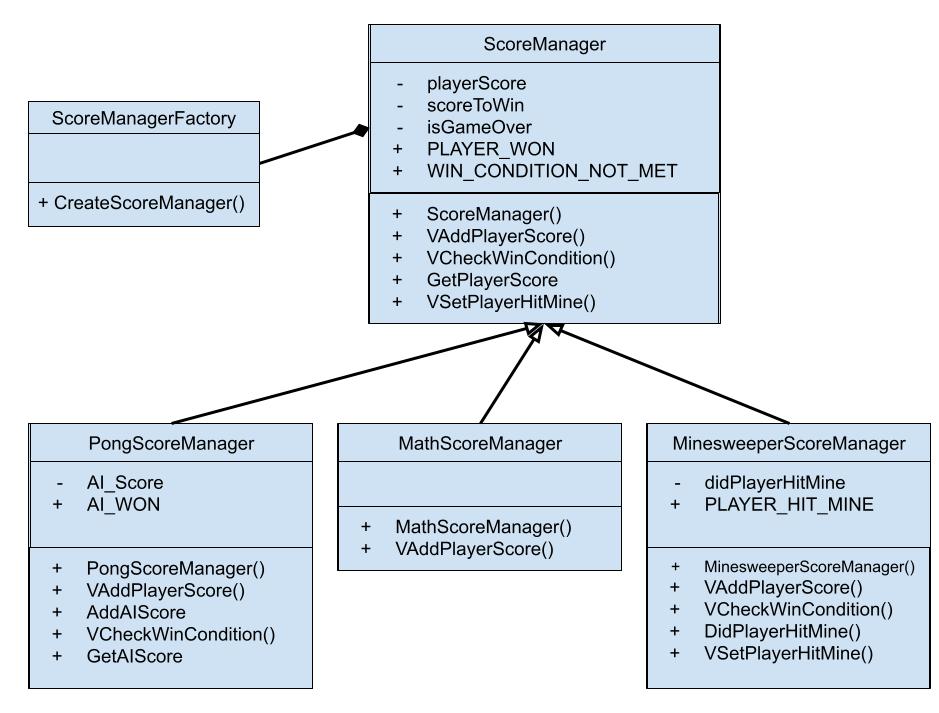 ScoreManager
- playerScore
- scoreToWin
- isGameOver
+ PLAYER_WON
+ WIN_CONDITION_NOT_MET
+ ScoreManager()
+ VAddPlayerScore()
+ VCheckWinCondition()
+ GetPlayerScore
+ VSetPlayerHitMine()
ScoreManagerFactory
+ CreateScoreManager()
PongScoreManager
- AI_Score
+ AI_WON
+ PongScoreManager()
+ VAddPlayerScore()
+ AddAIScore
+ VCheckWinCondition()
+ GetAIScore
MathScoreManager
+ MathScoreManager()
+ VAddPlayerScore()
MinesweeperScoreManager
- didPlayerHitMine
+ PLAYER_HIT_MINE
+ MinesweeperScoreManager()
+ VAddPlayerScore()
+ VCheckWinCondition()
+ DidPlayerHitMine()
+ VSetPlayerHitMine()